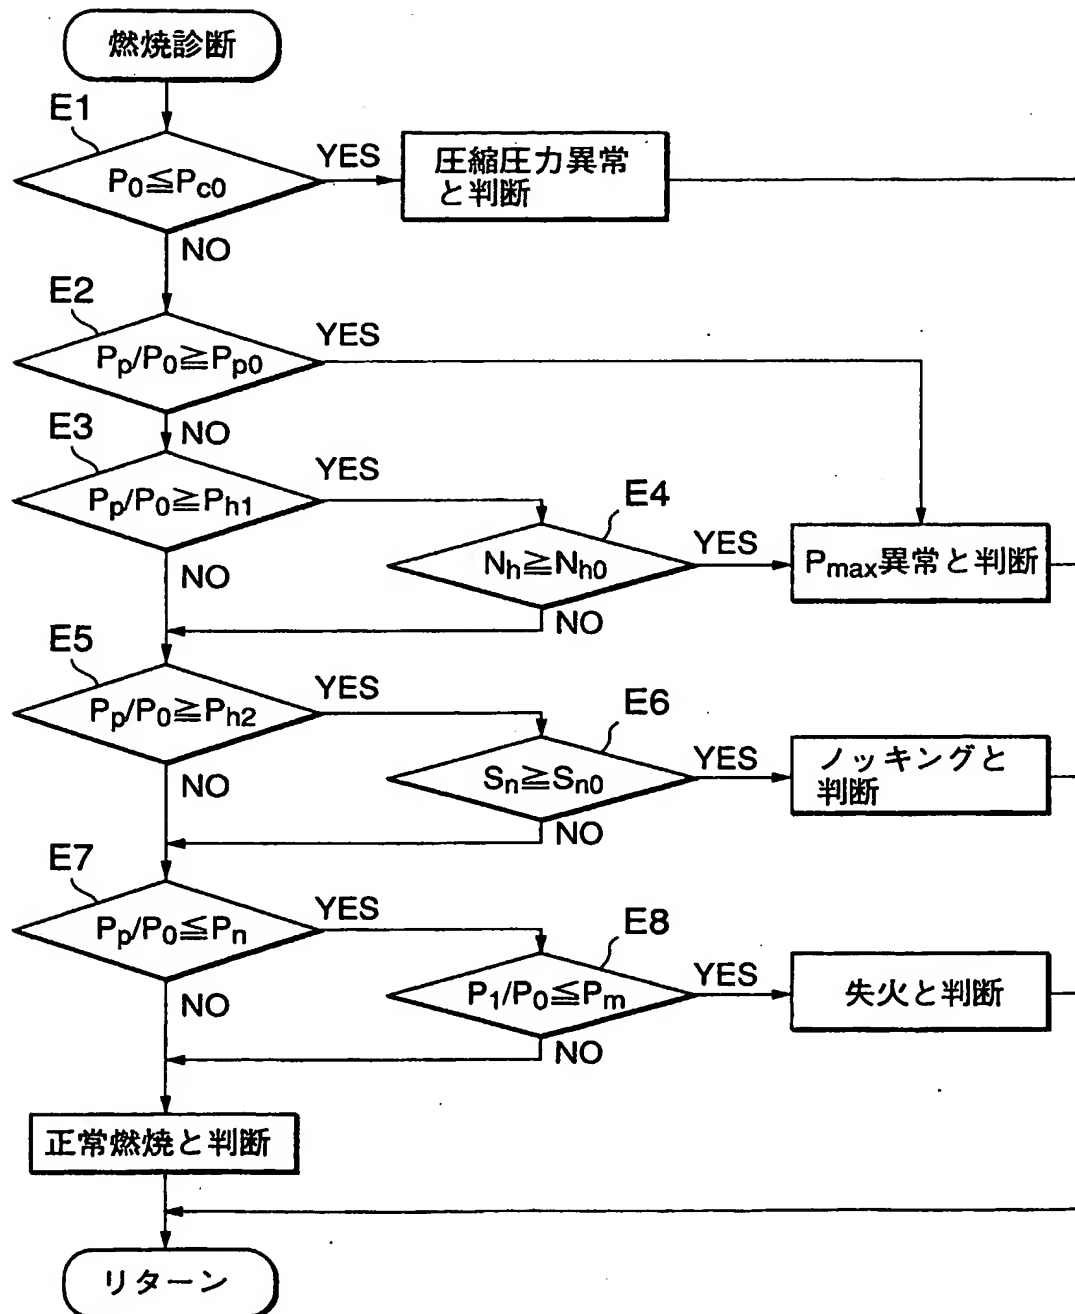 燃焼診断
E1
P₀≦Pc0
YES
圧縮圧力異常
と判断
NO
E2
Pp/P₀≧Pp0
YES
NO
E3
Pp/P₀≧Ph1
YES
NO
E4
Nh≧Nh0
YES
Pmax異常と判断
NO
E5
Pp/P₀≧Ph2
YES
NO
E6
Sn≧Sn0
YES
ノッキングと
判断
NO
E7
Pp/P₀≦Pn
YES
NO
E8
P₁/P₀≦Pm
YES
失火と判断
NO
正常燃焼と判断
リターン